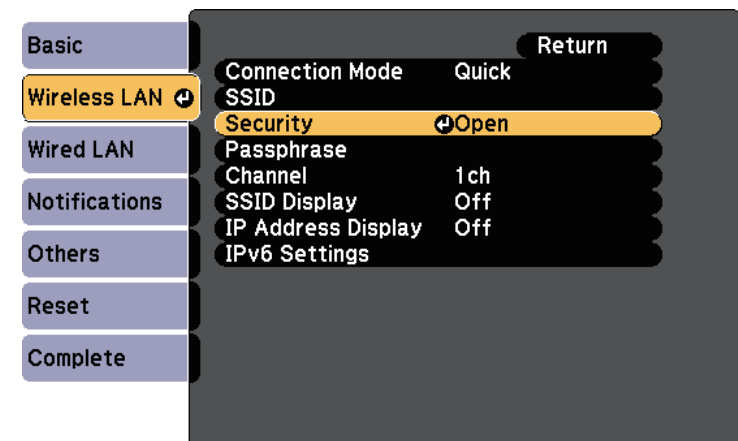 Basic
Wireless LAN
Wired LAN
Notifications
Others
Reset
Complete
Return
Connection Mode Quick
SSID
Security Open
Passphrase
Channel 1ch
SSID Display Off
IP Address Display Off
IPv6 Settings